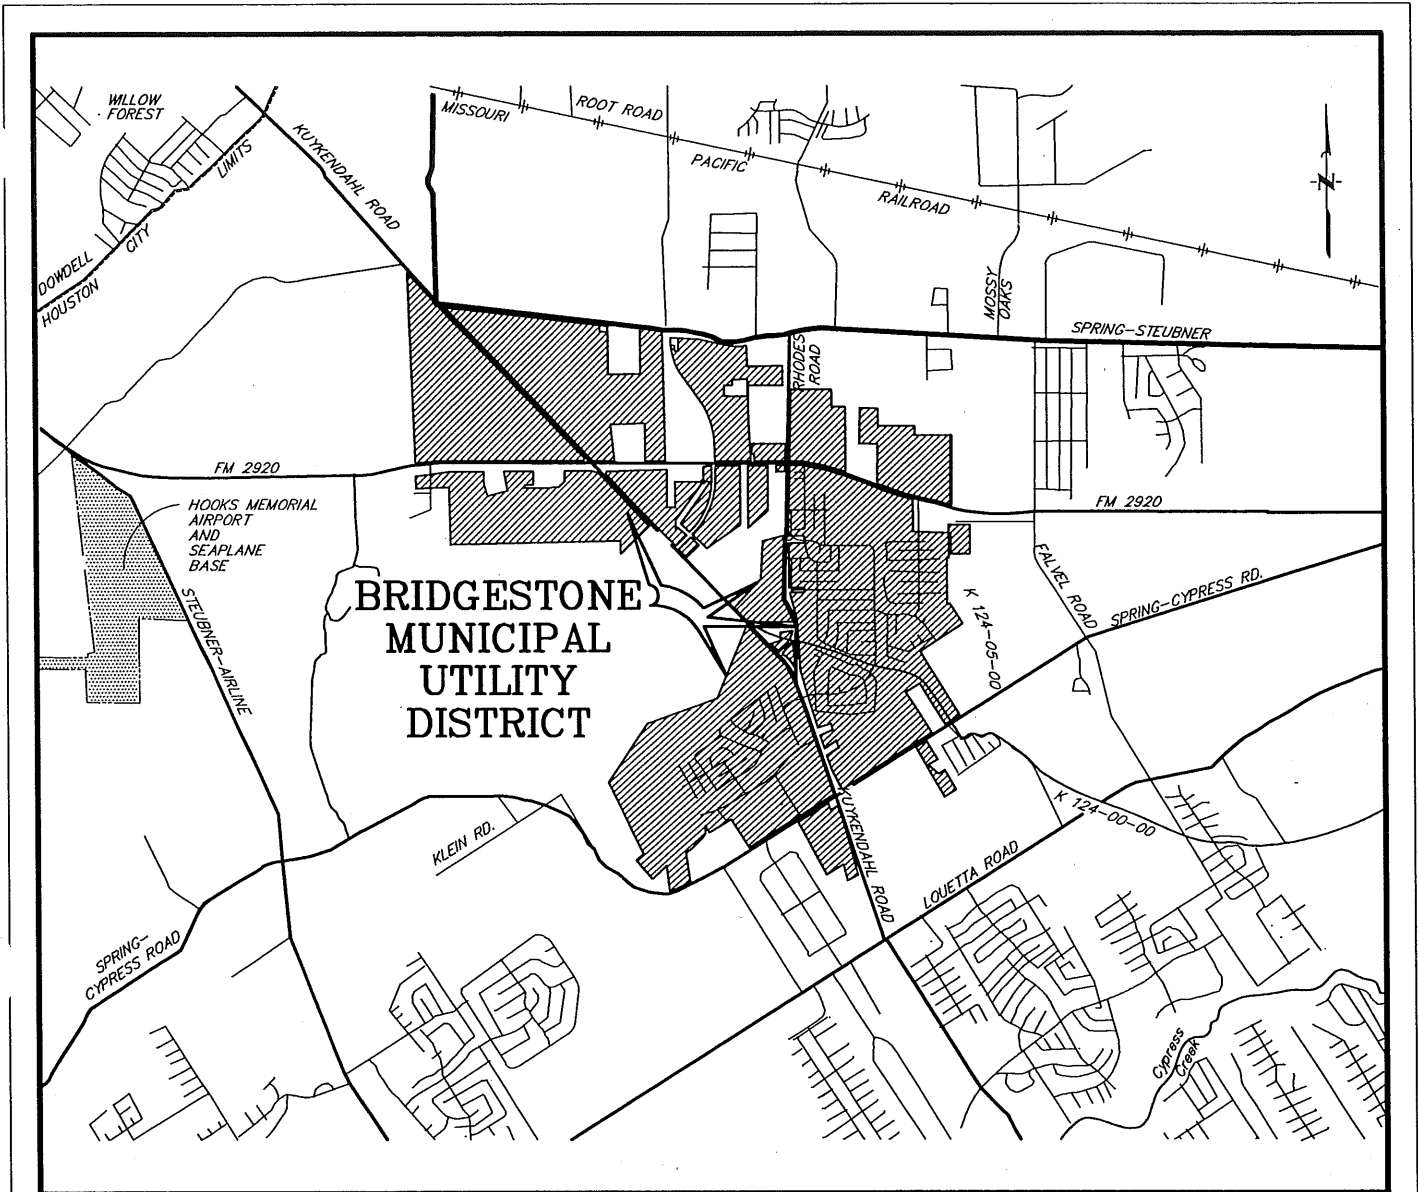 WILLOW
FOREST
MISSOURI
ROOT ROAD
PACIFIC
RAILROAD
N
KUYKENDAHL ROAD
LIMITS
CITY
DOWDELL
HOUSTON
MOSSY
OAKS
SPRING-STEUBNER
RHODES
ROAD
FM 2920
FM 2920
HOOKS MEMORIAL
AIRPORT
AND
SEAPLANE
BASE
STEUBNER-AIRLINE
BRIDGESTONE
MUNICIPAL
UTILITY
DISTRICT
K 124-05-00
FALVEL ROAD
SPRING-CYPRESS RD.
KLEIN RD.
KUYKENDAHL ROAD
K 124-00-00
LOUETTA ROAD
SPRING-
CYPRESS ROAD
Cypress
Creek